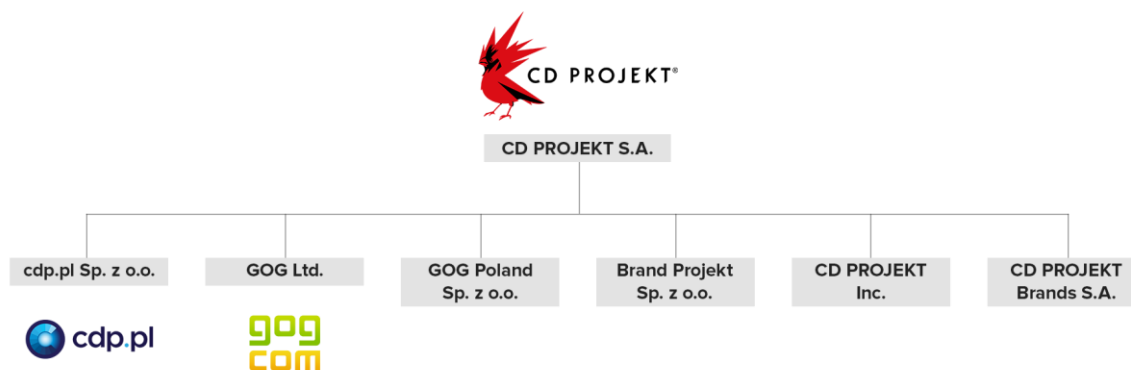 CD PROJEKT®
CD PROJEKT S.A.
cdp.pl Sp. z o.o.
GOG Ltd.
GOG Poland
Sp. z o.o.
Brand Projekt
Sp. z o.o.
CD PROJEKT
Inc.
CD PROJEKT
Brands S.A.
cdp.pl
gog
com